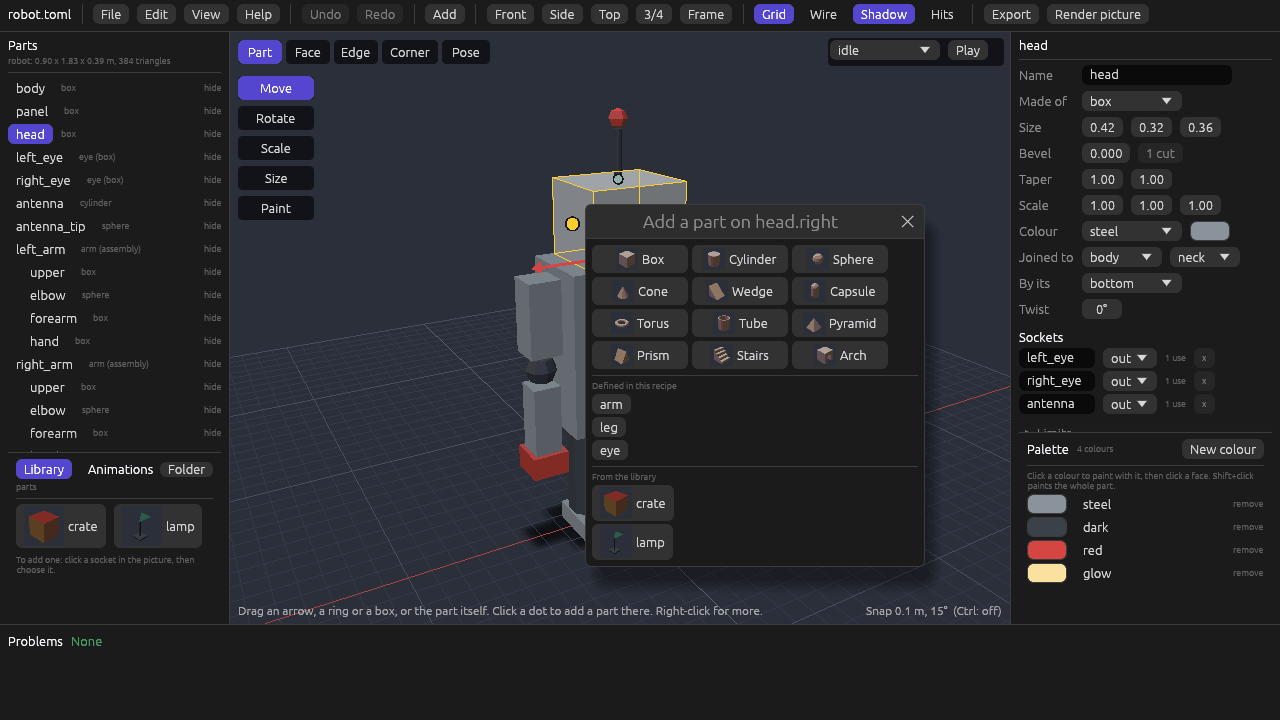 robot.toml File Edit View Help Undo Redo Add Front Side Top 3/4 Frame Grid Wire Shadow Hits Export Render picture
Parts
robot: 0.90 x 1.83 x 0.39 m, 384 triangles
body box hide
panel box hide
head box hide
left_eye eye (box) hide
right_eye eye (box) hide
antenna cylinder hide
antenna_tip sphere hide
left_arm arm (assembly) hide
upper box hide
elbow sphere hide
forearm box hide
hand box hide
right_arm arm (assembly) hide
upper box hide
elbow sphere hide
forearm box hide
Library Animations Folder
parts
crate lamp
To add one: click a socket in the picture, then
choose it.
Part Face Edge Corner Pose
Move
Rotate
Scale
Size
Paint
idle Play
Add a part on head.right
Box Cylinder Sphere
Cone Wedge Capsule
Torus Tube Pyramid
Prism Stairs Arch
Defined in this recipe
arm
leg
eye
From the library
crate
lamp
Drag an arrow, a ring or a box, or the part itself. Click a dot to add a part there. Right-click for more.
Snap 0.1 m, 15° (Ctrl: off)
head
Name head
Made of box
Size 0.42 0.32 0.36
Bevel 0.000 1 cut
Taper 1.00 1.00
Scale 1.00 1.00 1.00
Colour steel
Joined to body neck
By its bottom
Twist 0°
Sockets
left_eye out 1 use x
right_eye out 1 use x
antenna out 1 use x
Palette 4 colours New colour
Click a colour to paint with it, then click a face. Shift+click
paints the whole part.
steel remove
dark remove
red remove
glow remove
Problems None